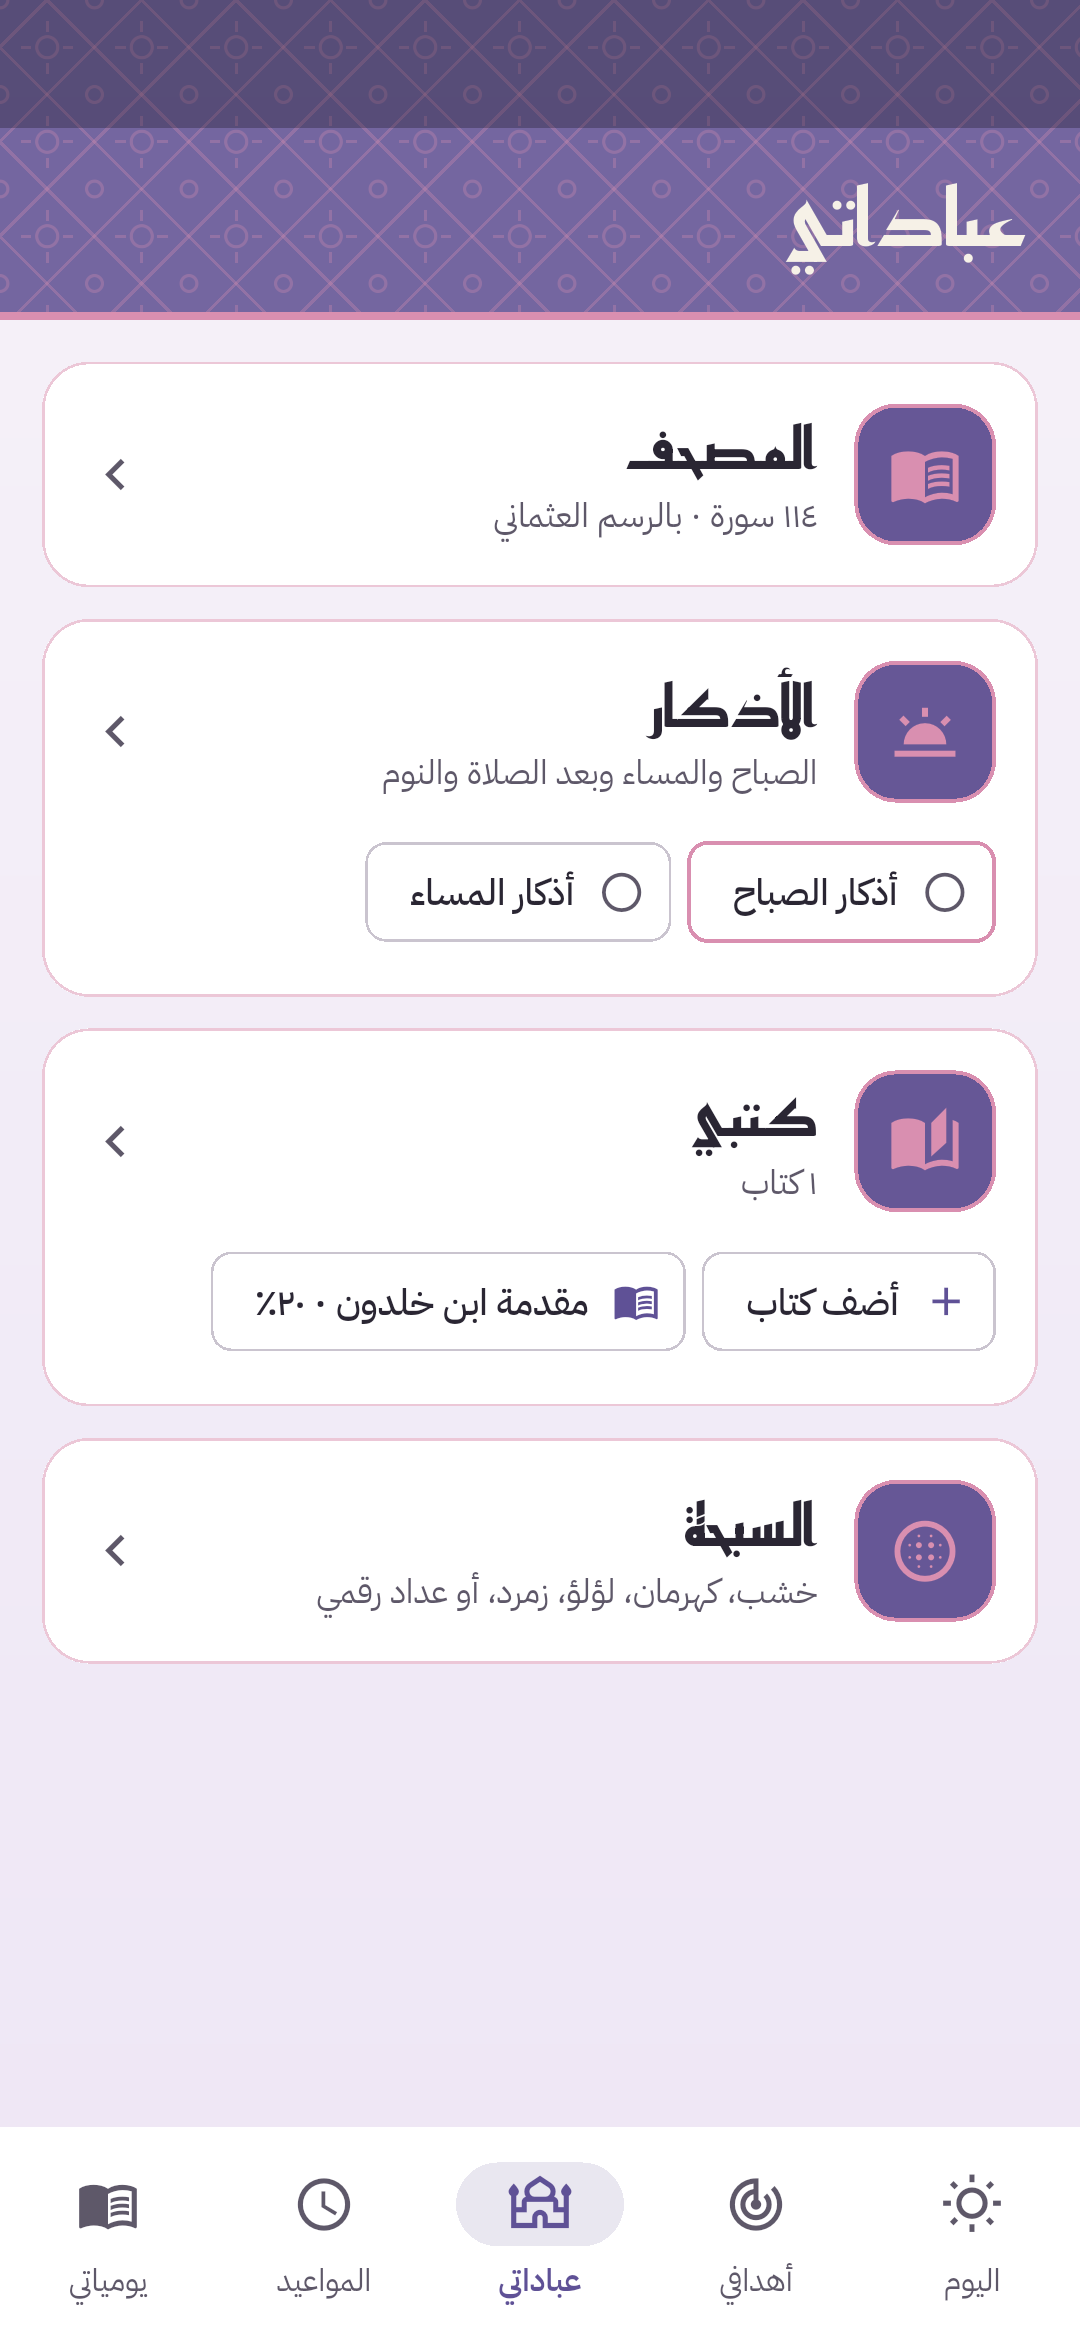 عباداتي
المصحف
١١٤ سورة · بالرسم العثماني
الأذكار
الصباح والمساء وبعد الصلاة والنوم
أذكار الصباح
أذكار المساء
كتبي
١ كتاب
أضف كتاب
مقدمة ابن خلدون · ٢٠٪
السبحة
خشب، كهرمان، لؤلؤ، زمرد، أو عداد رقمي
اليوم
أهدافي
عباداتي
المواعيد
يومياتي